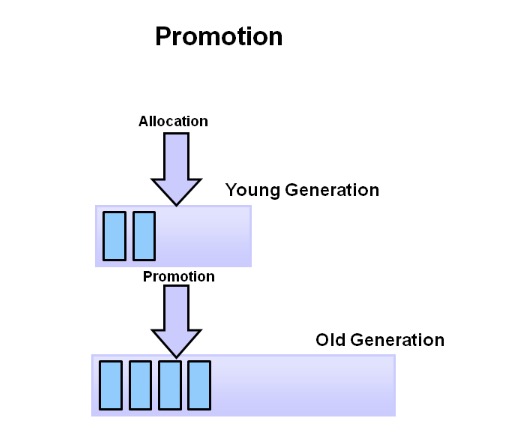 Promotion
Allocation
Young Generation
Promotion
Old Generation